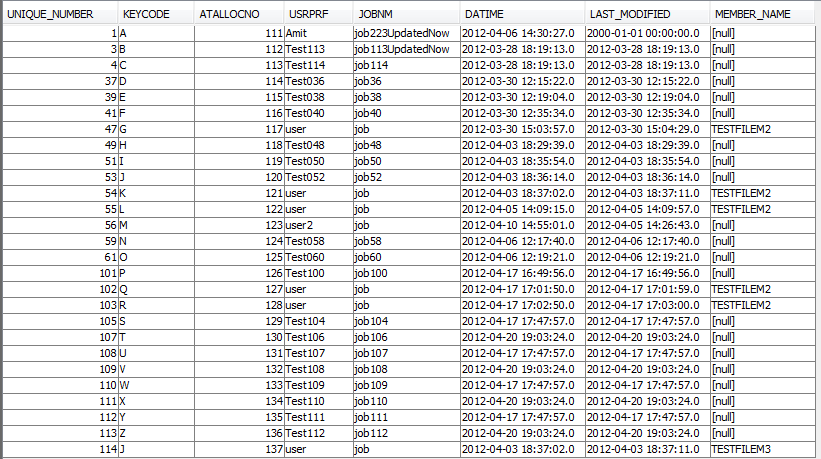 UNIQUE_NUMBER KEYCODE ATALLOCNO USRPRF JOBNM DATIME LAST_MODIFIED MEMBER_NAME
1 A 111 Amit job223UpdatedNow 2012-04-06 14:30:27.0 2000-01-01 00:00:00.0 [null]
3 B 112 Test113 job113UpdatedNow 2012-03-28 18:19:13.0 2012-03-28 18:19:13.0 [null]
4 C 113 Test114 job114 2012-03-28 18:19:13.0 2012-03-28 18:19:13.0 [null]
37 D 114 Test036 job36 2012-03-30 12:15:22.0 2012-03-30 12:15:22.0 [null]
39 E 115 Test038 job38 2012-03-30 12:19:04.0 2012-03-30 12:19:04.0 [null]
41 F 116 Test040 job40 2012-03-30 12:35:34.0 2012-03-30 12:35:34.0 [null]
47 G 117 user job 2012-03-30 15:03:57.0 2012-03-30 15:04:29.0 TESTFILEM2
49 H 118 Test048 job48 2012-04-03 18:29:39.0 2012-04-03 18:29:39.0 [null]
51 I 119 Test050 job50 2012-04-03 18:35:54.0 2012-04-03 18:35:54.0 [null]
53 J 120 Test052 job52 2012-04-03 18:36:14.0 2012-04-03 18:36:14.0 [null]
54 K 121 user job 2012-04-03 18:37:02.0 2012-04-03 18:37:11.0 TESTFILEM2
55 L 122 user job 2012-04-05 14:09:15.0 2012-04-05 14:09:57.0 TESTFILEM2
56 M 123 user2 job 2012-04-10 14:55:01.0 2012-04-05 14:26:43.0 [null]
59 N 124 Test058 job58 2012-04-06 12:17:40.0 2012-04-06 12:17:40.0 [null]
61 O 125 Test060 job60 2012-04-06 12:19:21.0 2012-04-06 12:19:21.0 [null]
101 P 126 Test100 job100 2012-04-17 16:49:56.0 2012-04-17 16:49:56.0 [null]
102 Q 127 user job 2012-04-17 17:01:50.0 2012-04-17 17:01:59.0 TESTFILEM2
103 R 128 user job 2012-04-17 17:02:50.0 2012-04-17 17:03:00.0 TESTFILEM2
105 S 129 Test104 job104 2012-04-17 17:47:57.0 2012-04-17 17:47:57.0 [null]
107 T 130 Test106 job106 2012-04-20 19:03:24.0 2012-04-20 19:03:24.0 [null]
108 U 131 Test107 job107 2012-04-17 17:47:57.0 2012-04-17 17:47:57.0 [null]
109 V 132 Test108 job108 2012-04-20 19:03:24.0 2012-04-20 19:03:24.0 [null]
110 W 133 Test109 job109 2012-04-17 17:47:57.0 2012-04-17 17:47:57.0 [null]
111 X 134 Test110 job110 2012-04-20 19:03:24.0 2012-04-20 19:03:24.0 [null]
112 Y 135 Test111 job111 2012-04-17 17:47:57.0 2012-04-17 17:47:57.0 [null]
113 Z 136 Test112 job112 2012-04-20 19:03:24.0 2012-04-20 19:03:24.0 [null]
114 J 137 user job 2012-04-03 18:37:02.0 2012-04-03 18:37:11.0 TESTFILEM3